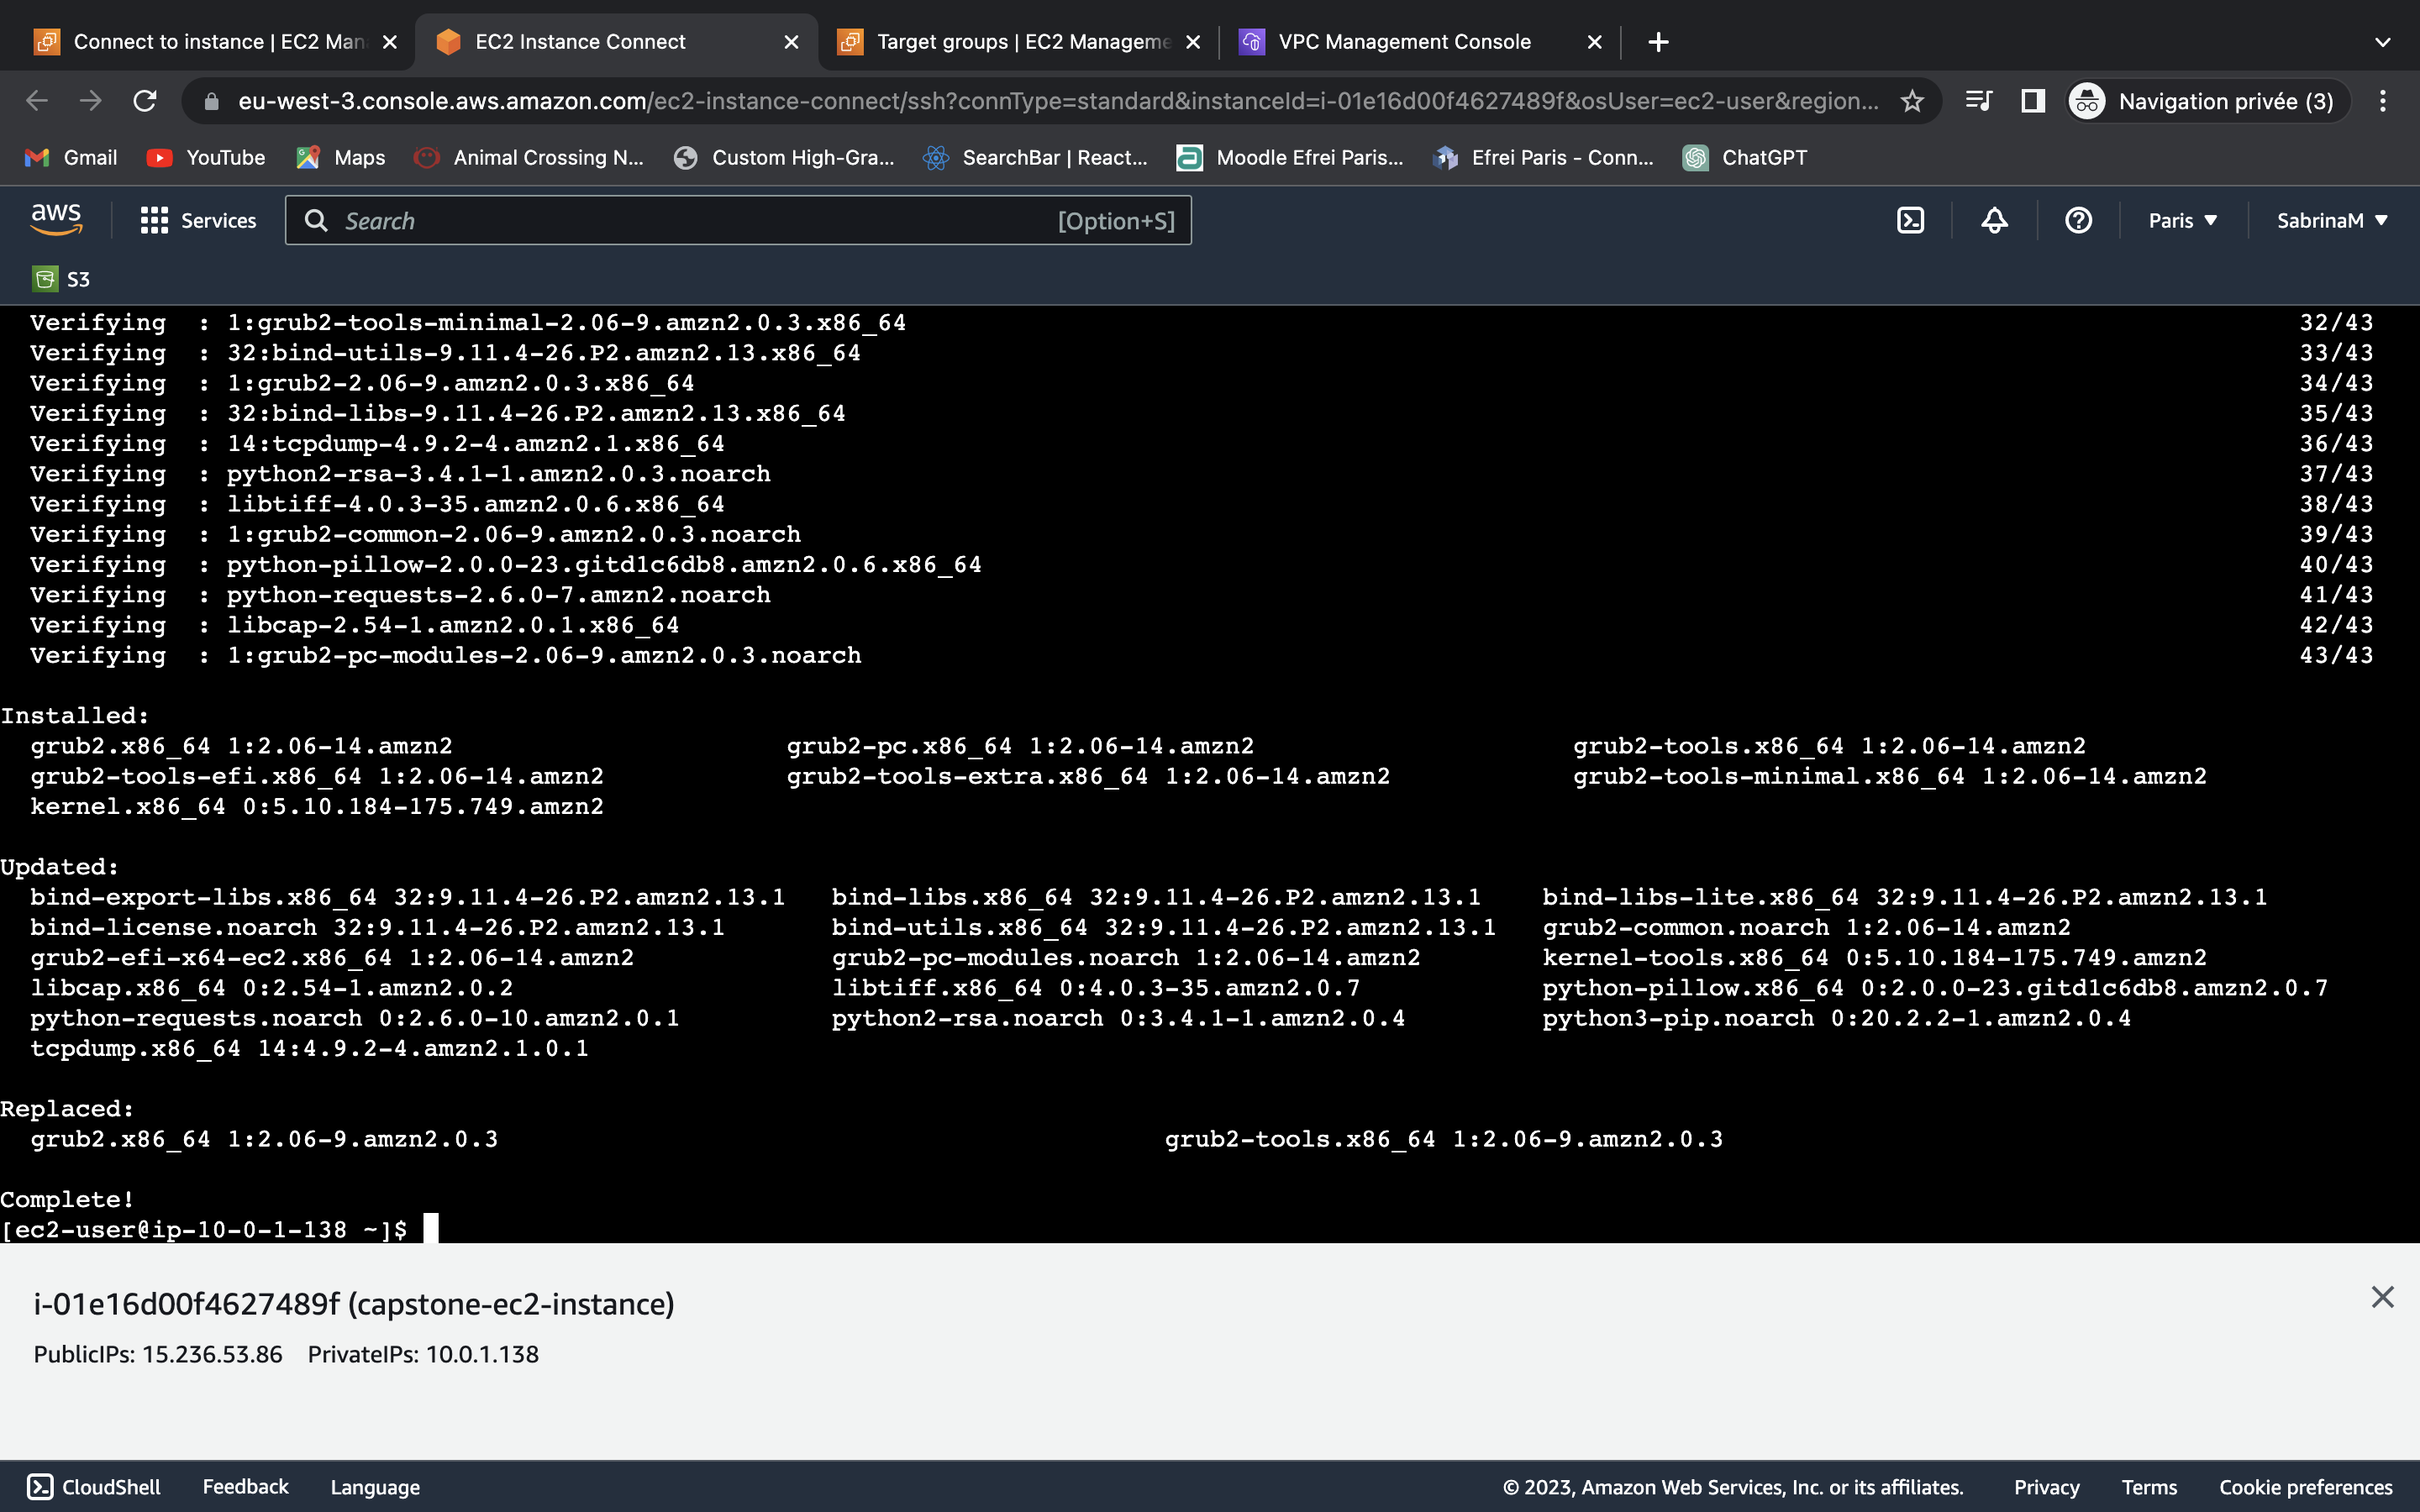 Connect to instance | EC2 Man
EC2 Instance Connect
Target groups | EC2 Manageme
VPC Management Console
eu-west-3.console.aws.amazon.com/ec2-instance-connect/ssh?connType=standard&instanceId=i-01e16d00f4627489f&osUser=ec2-user&region...
Navigation privée (3)
Gmail YouTube Maps Animal Crossing N... Custom High-Gra... SearchBar | React... Moodle Efrei Paris... Efrei Paris - Conn... ChatGPT
aws Services Search [Option+S] Paris SabrinaM
S3
Verifying : 1:grub2-tools-minimal-2.06-9.amzn2.0.3.x86_64 32/43
Verifying : 32:bind-utils-9.11.4-26.P2.amzn2.13.x86_64 33/43
Verifying : 1:grub2-2.06-9.amzn2.0.3.x86_64 34/43
Verifying : 32:bind-libs-9.11.4-26.P2.amzn2.13.x86_64 35/43
Verifying : 14:tcpdump-4.9.2-4.amzn2.1.x86_64 36/43
Verifying : python2-rsa-3.4.1-1.amzn2.0.3.noarch 37/43
Verifying : libtiff-4.0.3-35.amzn2.0.6.x86_64 38/43
Verifying : 1:grub2-common-2.06-9.amzn2.0.3.noarch 39/43
Verifying : python-pillow-2.0.0-23.gitd1c6db8.amzn2.0.6.x86_64 40/43
Verifying : python-requests-2.6.0-7.amzn2.noarch 41/43
Verifying : libcap-2.54-1.amzn2.0.1.x86_64 42/43
Verifying : 1:grub2-pc-modules-2.06-9.amzn2.0.3.noarch 43/43
Installed:
grub2.x86_64 1:2.06-14.amzn2 grub2-pc.x86_64 1:2.06-14.amzn2 grub2-tools.x86_64 1:2.06-14.amzn2
grub2-tools-efi.x86_64 1:2.06-14.amzn2 grub2-tools-extra.x86_64 1:2.06-14.amzn2 grub2-tools-minimal.x86_64 1:2.06-14.amzn2
kernel.x86_64 0:5.10.184-175.749.amzn2
Updated:
bind-export-libs.x86_64 32:9.11.4-26.P2.amzn2.13.1 bind-libs.x86_64 32:9.11.4-26.P2.amzn2.13.1 bind-libs-lite.x86_64 32:9.11.4-26.P2.amzn2.13.1
bind-license.noarch 32:9.11.4-26.P2.amzn2.13.1 bind-utils.x86_64 32:9.11.4-26.P2.amzn2.13.1 grub2-common.noarch 1:2.06-14.amzn2
grub2-efi-x64-ec2.x86_64 1:2.06-14.amzn2 grub2-pc-modules.noarch 1:2.06-14.amzn2 kernel-tools.x86_64 0:5.10.184-175.749.amzn2
libcap.x86_64 0:2.54-1.amzn2.0.2 libtiff.x86_64 0:4.0.3-35.amzn2.0.7 python-pillow.x86_64 0:2.0.0-23.gitd1c6db8.amzn2.0.7
python-requests.noarch 0:2.6.0-10.amzn2.0.1 python2-rsa.noarch 0:3.4.1-1.amzn2.0.4 python3-pip.noarch 0:20.2.2-1.amzn2.0.4
tcpdump.x86_64 14:4.9.2-4.amzn2.1.0.1
Replaced:
grub2.x86_64 1:2.06-9.amzn2.0.3 grub2-tools.x86_64 1:2.06-9.amzn2.0.3
Complete!
[ec2-user@ip-10-0-1-138 ~]$
i-01e16d00f4627489f (capstone-ec2-instance)
PublicIPs: 15.236.53.86 PrivateIPs: 10.0.1.138
CloudShell Feedback Language © 2023, Amazon Web Services, Inc. or its affiliates. Privacy Terms Cookie preferences